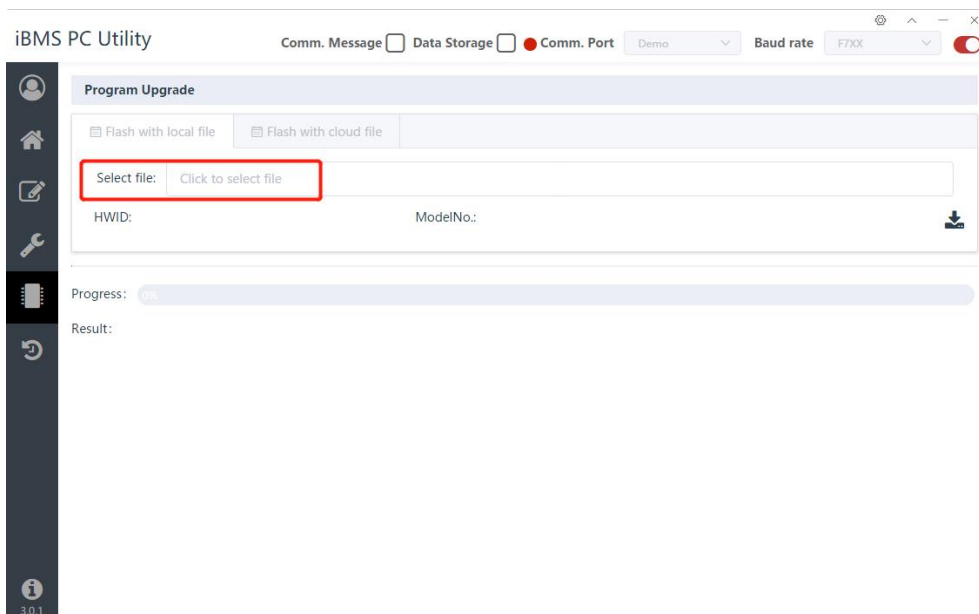 iBMS PC Utility
Comm. Message Data Storage Comm. Port Demo Baud rate F7XX
Program Upgrade
Flash with local file Flash with cloud file
Select file: Click to select file
HWID: ModelNo.:
Progress: 0%
Result:
3.0.1